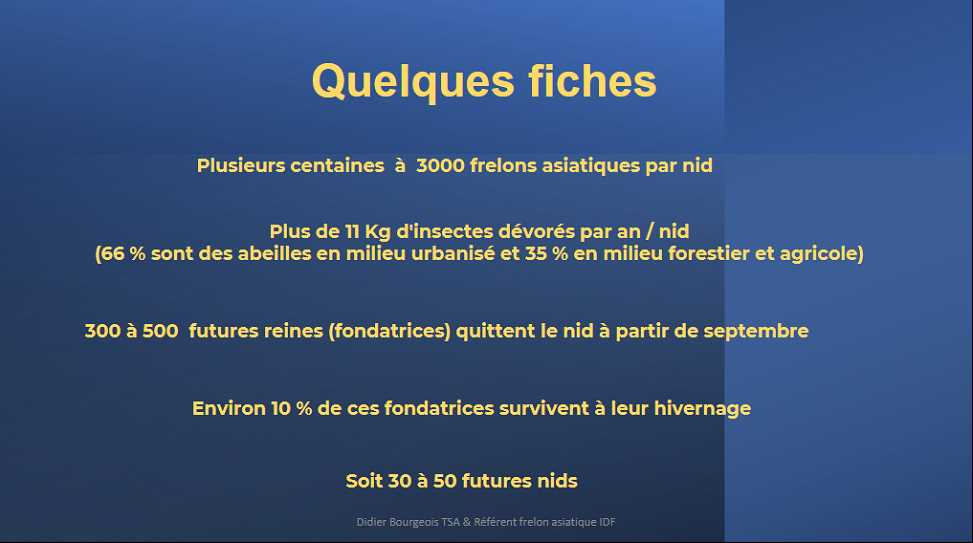 Quelques fiches
Plusieurs centaines à 3000 frelons asiatiques par nid
Plus de 11 Kg d'insectes dévorés par an / nid
(66 % sont des abeilles en milieu urbanisé et 35 % en milieu forestier et agricole)
300 à 500 futures reines (fondatrices) quittent le nid à partir de septembre
Environ 10 % de ces fondatrices survivent à leur hivernage
Soit 30 à 50 futures nids
Didier Bourgeois TSA & Référent frelon asiatique IDF